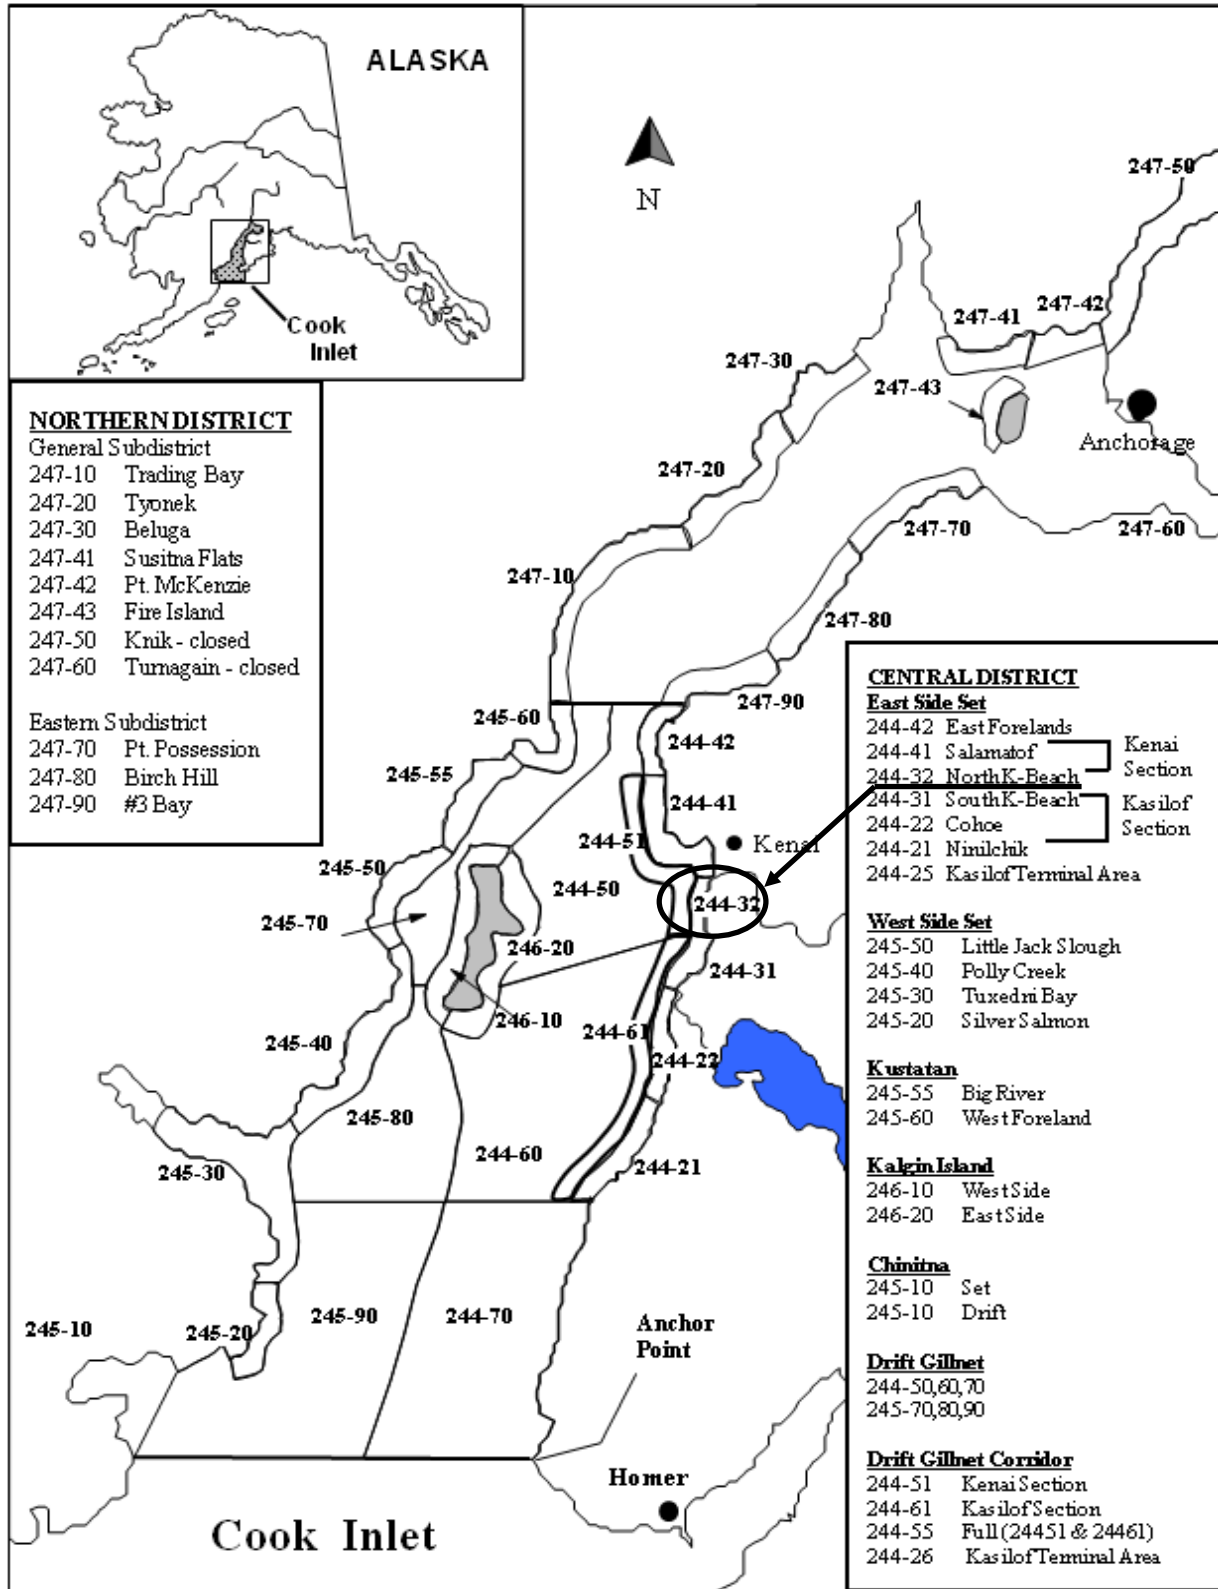 ALASKA
Cook
Inlet
N
NORTHERN DISTRICT
General Subdistrict
247-10 Trading Bay
247-20 Tyonek
247-30 Beluga
247-41 Susitna Flats
247-42 Pt. McKenzie
247-43 Fire Island
247-50 Knik - closed
247-60 Turnagain - closed
Eastern Subdistrict
247-70 Pt. Possession
247-80 Birch Hill
247-90 #3 Bay
247-50
247-42
247-41
247-30
247-43
Anchorage
247-20
247-70
247-60
247-10
247-80
247-90
245-60
244-42
245-55
244-41
244-51
Kenai
245-50
244-50
244-32
245-70
246-20
244-31
246-10
244-61
245-40
244-22
245-80
244-60
244-21
245-30
245-90
244-70
245-10
245-20
Anchor
Point
Homer
Cook Inlet
CENTRAL DISTRICT
East Side Set
244-42 East Forelands
244-41 Salamatof
244-32 North K-Beach
Kenai
Section
244-31 South K-Beach
244-22 Cohoe
244-21 Ninilchik
Kasilof
Section
244-25 Kasilof Terminal Area
West Side Set
245-50 Little Jack Slough
245-40 Polly Creek
245-30 Tuxedni Bay
245-20 Silver Salmon
Kustatan
245-55 Big River
245-60 West Foreland
Kalgin Island
246-10 West Side
246-20 East Side
Chinitna
245-10 Set
245-10 Drift
Drift Gillnet
244-50,60,70
245-70,80,90
Drift Gillnet Corridor
244-51 Kenai Section
244-61 Kasilof Section
244-55 Full (24451 & 24461)
244-26 Kasilof Terminal Area